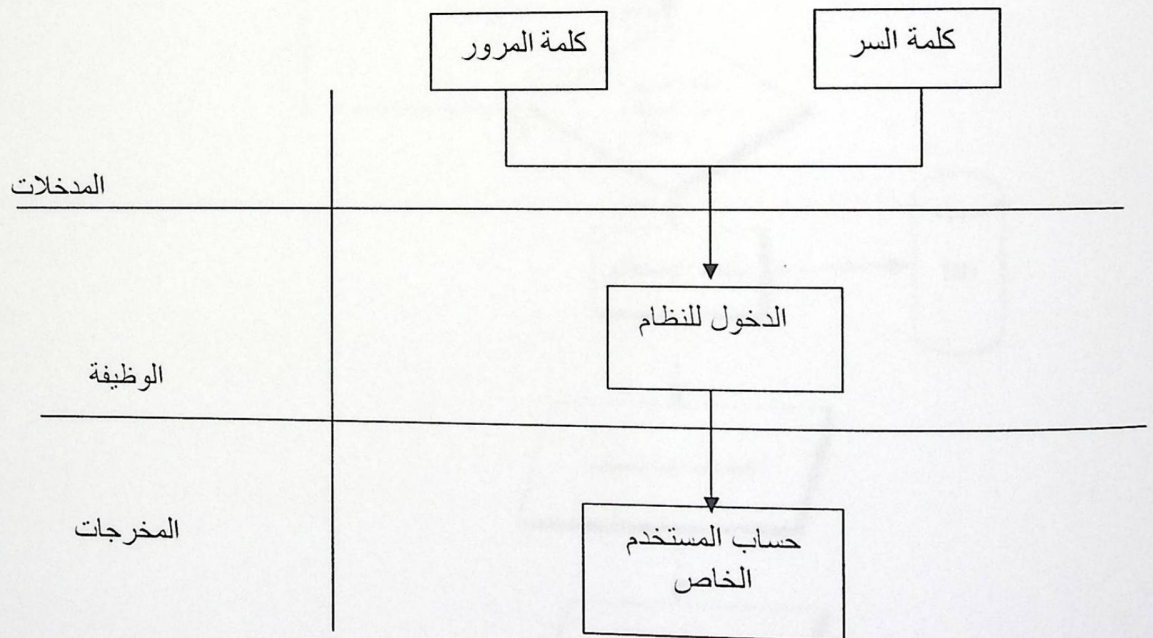 كلمة السر
كلمة المرور
المدخلات
الدخول للنظام
الوظيفة
حساب المستخدم
الخاص
المخرجات